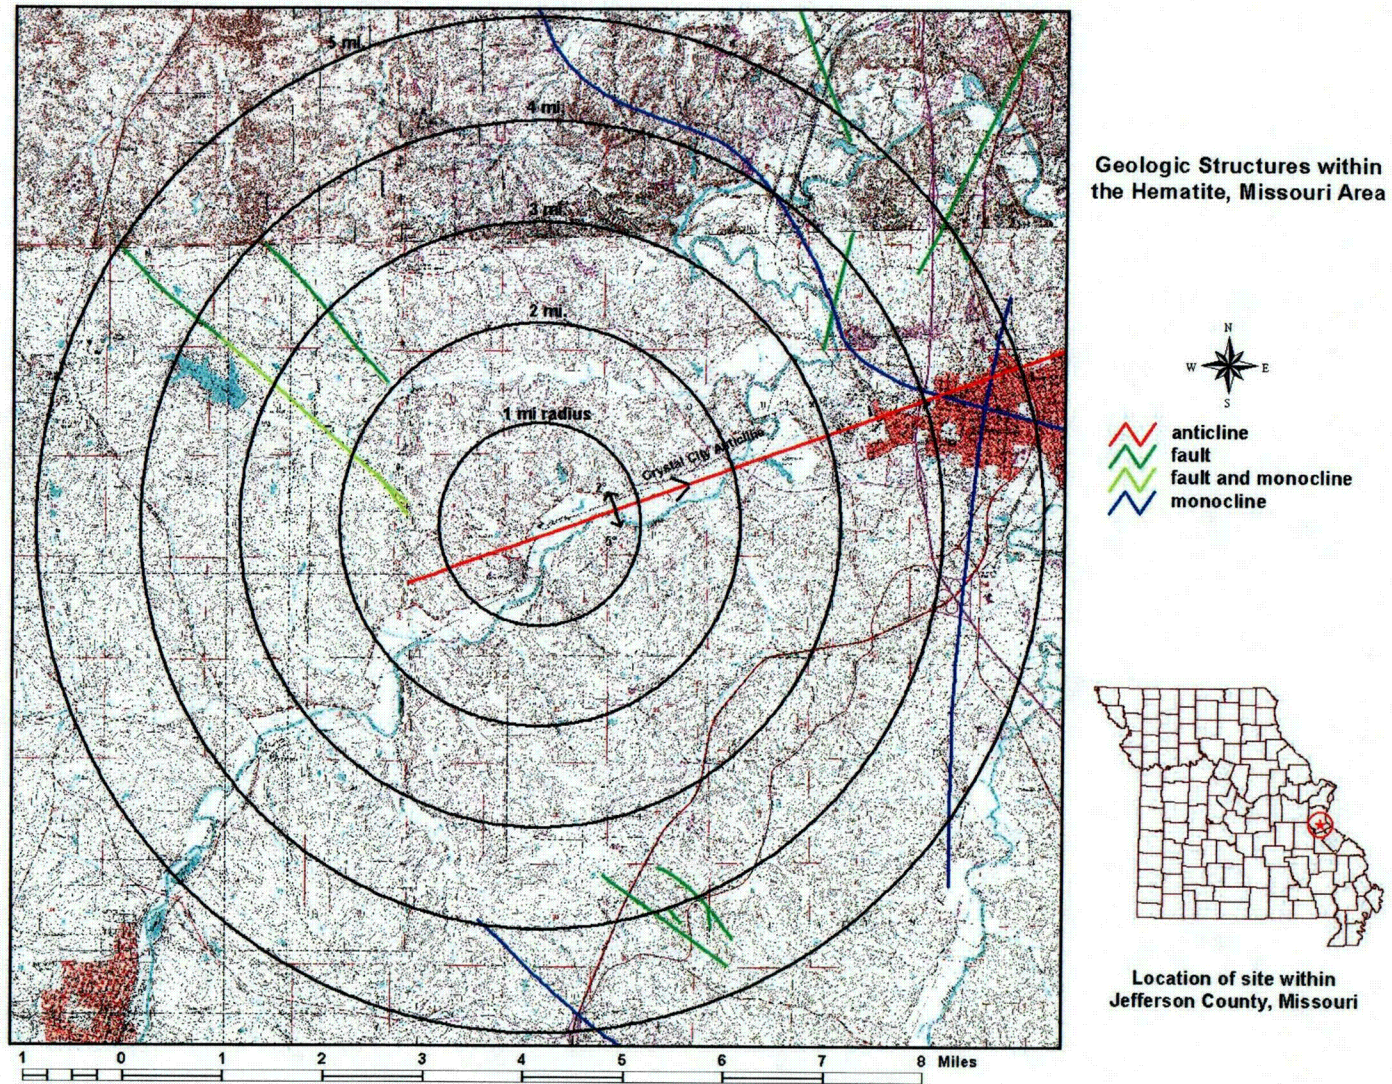 5 mi.
4 mi.
3 mi.
2 mi.
1 mi radius
Crystal City Anticline
2°
5°
Geologic Structures within
the Hematite, Missouri Area
N
W
E
S
anticline
fault
fault and monocline
monocline
Location of site within
Jefferson County, Missouri
1 0 1 2 3 4 5 6 7 8 Miles